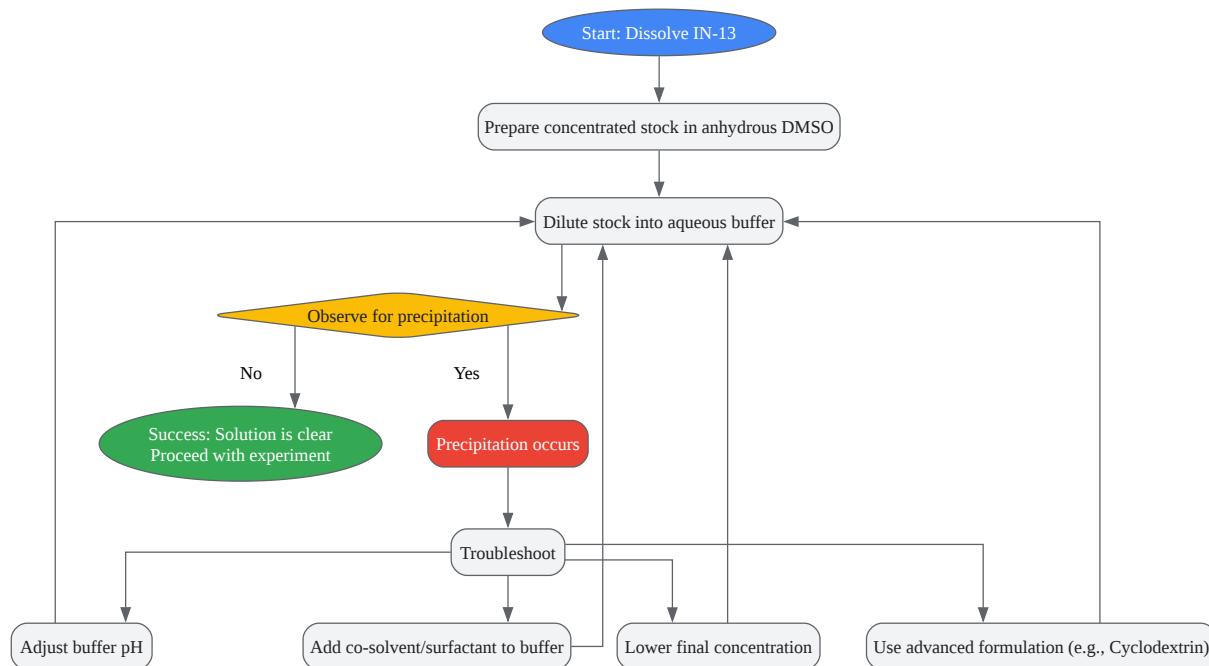 Start: Dissolve IN-13
Prepare concentrated stock in anhydrous DMSO
Dilute stock into aqueous buffer
Observe for precipitation
No
Yes
Success: Solution is clear
Proceed with experiment
Precipitation occurs
Troubleshoot
Adjust buffer pH
Add co-solvent/surfactant to buffer
Lower final concentration
Use advanced formulation (e.g., Cyclodextrin)